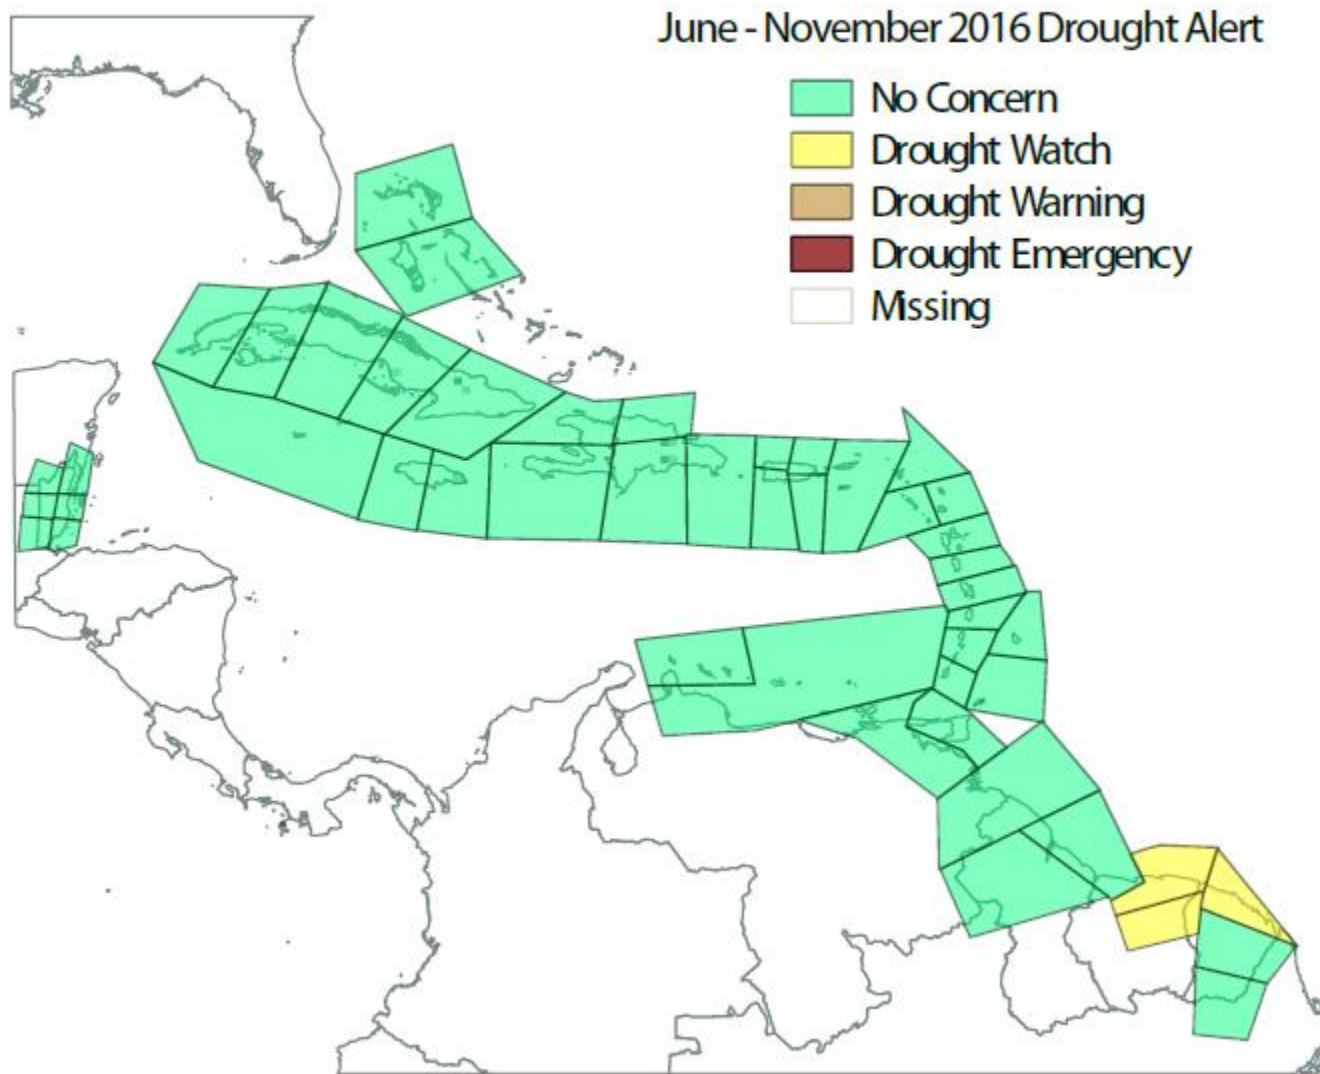 June - November 2016 Drought Alert
No Concern
Drought Watch
Drought Warning
Drought Emergency
Missing